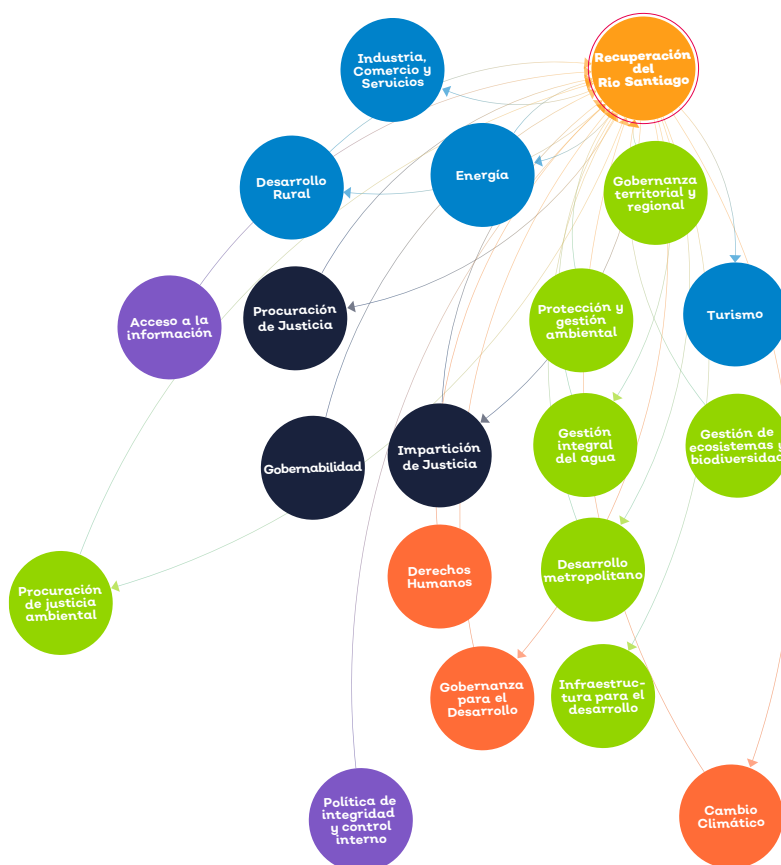 Industria,
Comercio y
Servicios
Recuperación
del
Rio Santiago
Desarrollo
Rural
Energía
Gobernanza
territorial y
regional
Acceso a la
información
Procuración
de Justicia
Protección y
gestión
ambiental
Turismo
Gobernabilidad
Impartición
de Justicia
Gestión
integral
del agua
Gestión de
ecosistemas y
biodiversidad
Procuración
de justicia
ambiental
Derechos
Humanos
Desarrollo
metropolitano
Gobernanza
para el
Desarrollo
Infraestruc-
tura para el
desarrollo
Política de
integridad
y control
interno
Cambio
Climático